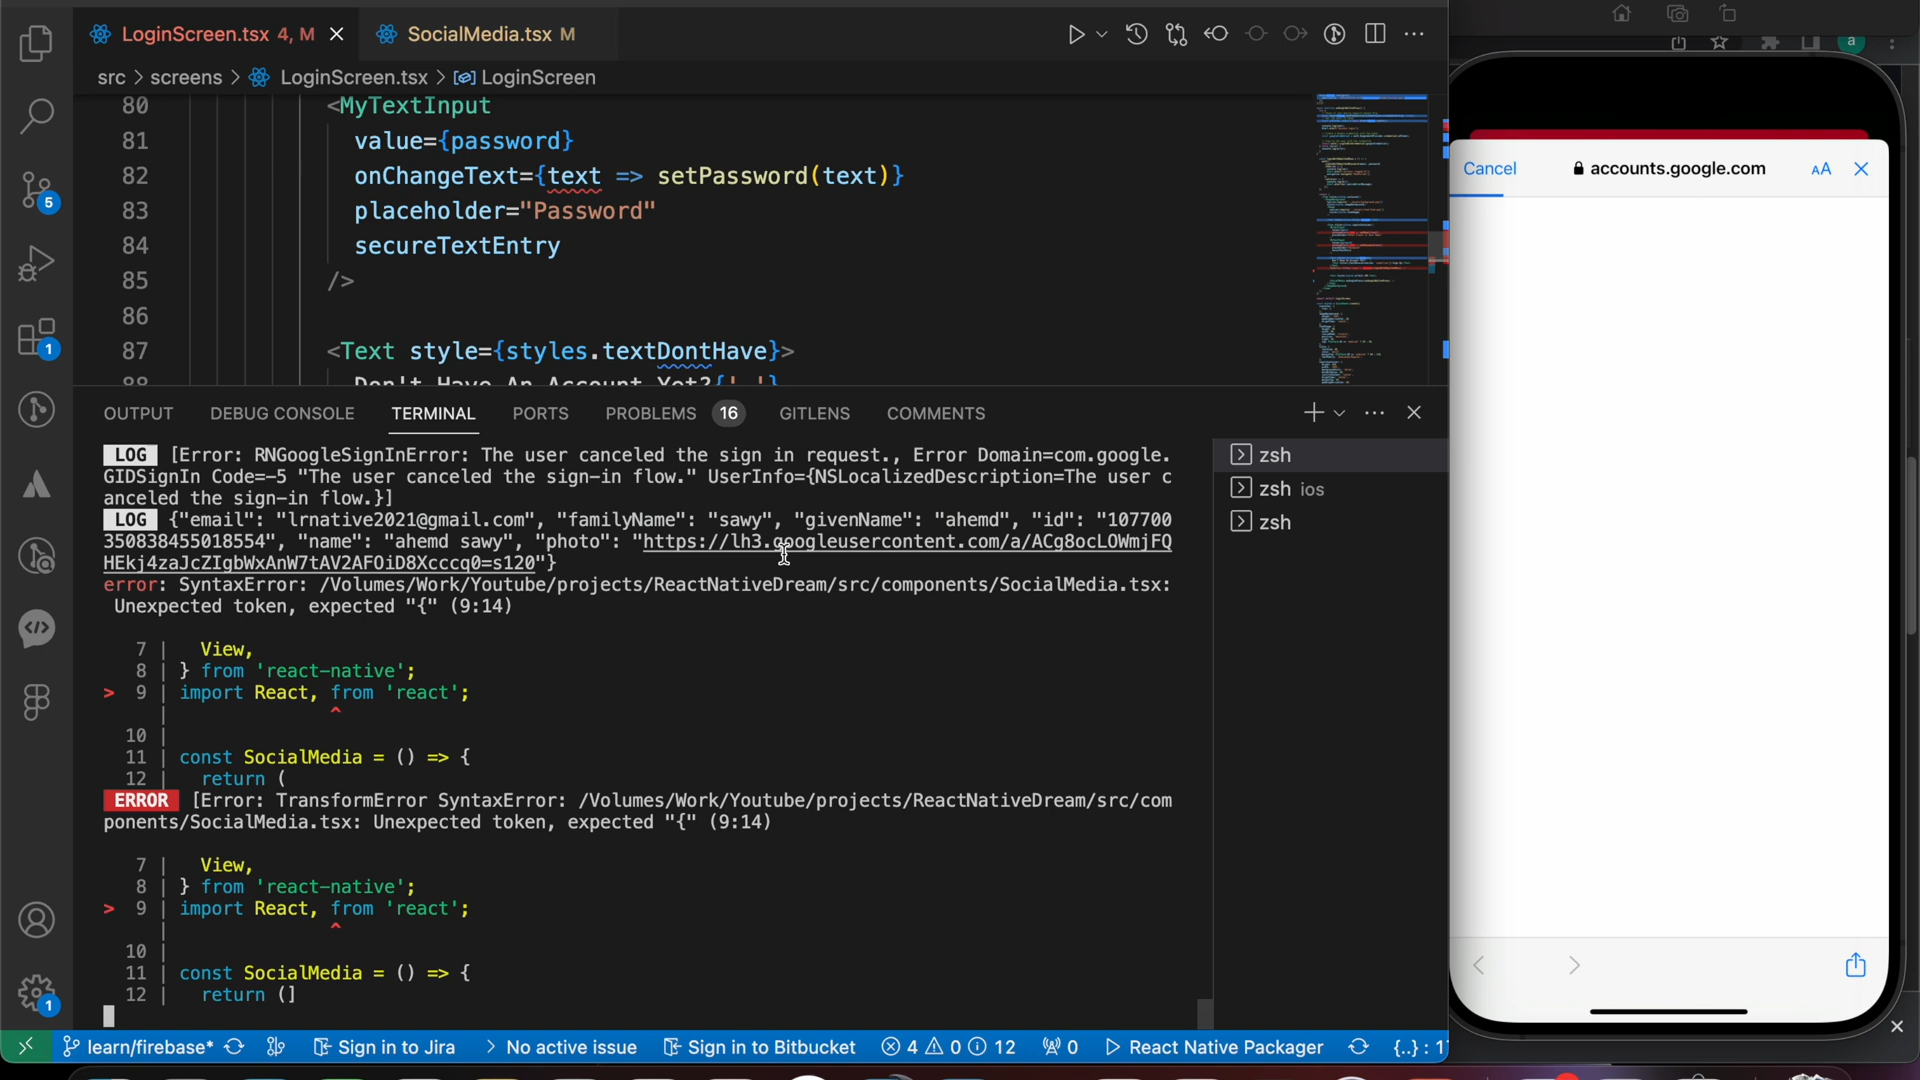 LoginScreen.tsx 4, M
SocialMedia.tsx M
src > screens > LoginScreen.tsx > LoginScreen
80 <MyTextInput
81 value={password}
82 onChangeText={text => setPassword(text)}
83 placeholder="Password"
84 secureTextEntry
85 />
86
87 <Text style={styles.textDontHave}>
88 Don't Have An Account Yet?{' '}
5
1
1
OUTPUT DEBUG CONSOLE TERMINAL PORTS PROBLEMS 16 GITLENS COMMENTS
LOG [Error: RNGoogleSignInError: The user canceled the sign in request., Error Domain=com.google.
GIDSignIn Code=-5 "The user canceled the sign-in flow." UserInfo={NSLocalizedDescription=The user c
anceled the sign-in flow.}]
LOG {"email": "lrnative2021@gmail.com", "familyName": "sawy", "givenName": "ahemd", "id": "107700
350838455018554", "name": "ahemd sawy", "photo": "https://lh3.googleusercontent.com/a/ACg8ocLOWmjFQ
HEkj4zaJcZIgbWxAnW7tAV2AFOiD8Xcccq0=s120"}
error: SyntaxError: /Volumes/Work/Youtube/projects/ReactNativeDream/src/components/SocialMedia.tsx:
Unexpected token, expected "{" (9:14)
7 | View,
8 | } from 'react-native';
> 9 | import React, from 'react';
| ^
10 |
11 | const SocialMedia = () => {
12 | return (
ERROR [Error: TransformError SyntaxError: /Volumes/Work/Youtube/projects/ReactNativeDream/src/com
ponents/SocialMedia.tsx: Unexpected token, expected "{" (9:14)
7 | View,
8 | } from 'react-native';
> 9 | import React, from 'react';
| ^
10 |
11 | const SocialMedia = () => {
12 | return (]
zsh
zsh ios
zsh
learn/firebase* Sign in to Jira No active issue Sign in to Bitbucket 4 0 12 0 React Native Packager {..} :
a
Cancel accounts.google.com AA